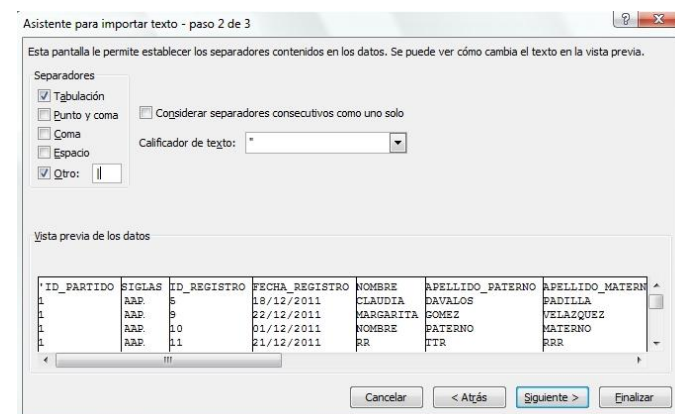 Asistente para importar texto - paso 2 de 3
Esta pantalla le permite establecer los separadores contenidos en los datos. Se puede ver cómo cambia el texto en la vista previa.
Separadores
Tabulación
Punto y coma
Coma
Espacio
Otro: |
Considerar separadores consecutivos como uno solo
Calificador de texto: "
Vista previa de los datos
'ID_PARTIDO SIGLAS ID_REGISTRO FECHA_REGISTRO NOMBRE APELLIDO_PATERNO APELLIDO_MATERN
1 AAP. 5 18/12/2011 CLAUDIA DAVALOS PADILLA
1 AAP. 9 22/12/2011 MARGARITA GOMEZ VELAZQUEZ
1 AAP. 10 01/12/2011 NOMBRE PATERNO MATERNO
1 AAP. 11 21/12/2011 RR TTR RRR
Cancelar < Atrás Siguiente > Finalizar